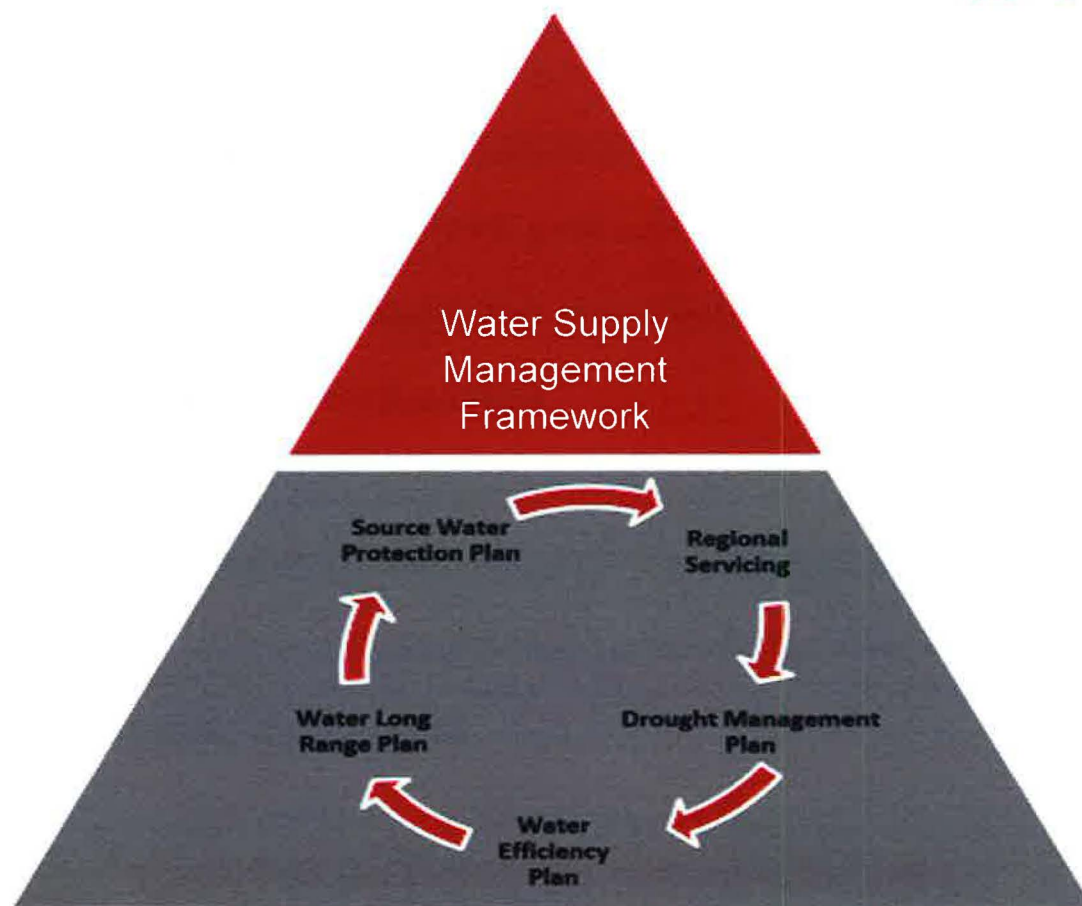 Water Supply
Management
Framework
Source Water
Protection Plan
Regional
Servicing
Water Long
Range Plan
Drought Management
Plan
Water
Efficiency
Plan